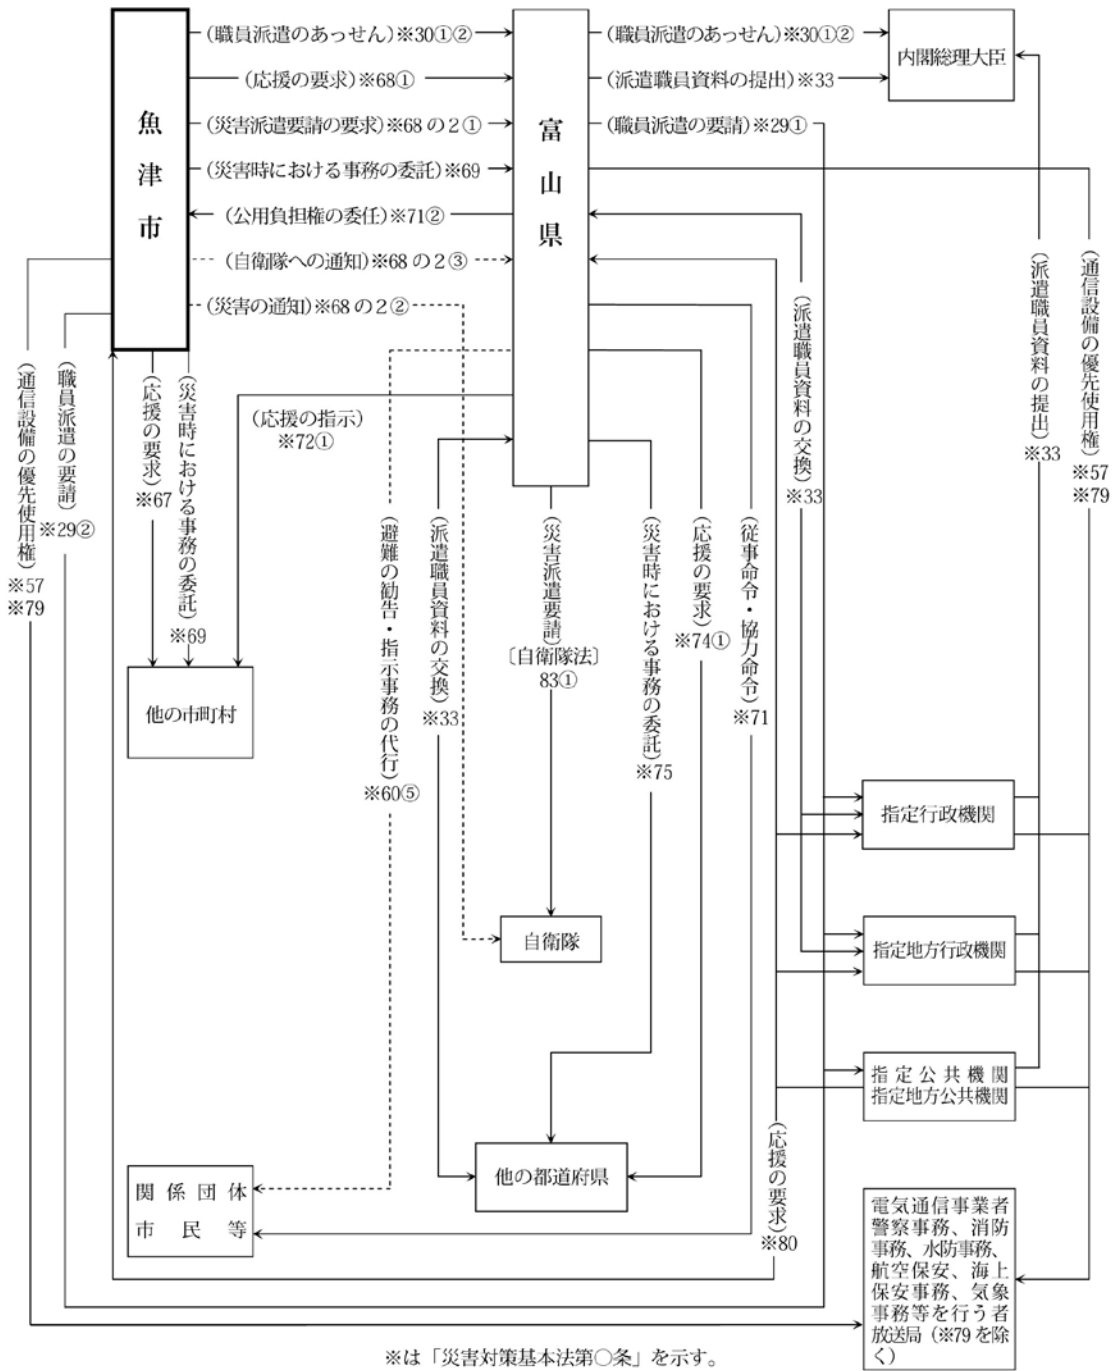 魚津市
富山県
(職員派遣のあっせん)※30①②
(応援の要求)※68①
(災害派遣要請の要求)※68の2①
(災害時における事務の委託)※69
(公用負担権の委任)※71②
(自衛隊への通知)※68の2③
(災害の通知)※68の2②
(職員派遣のあっせん)※30①②
(派遣職員資料の提出)※33
(職員派遣の要請)※29①
内閣総理大臣
(通信設備の優先使用権)
※57
※79
(職員派遣の要請)
※29②
(応援の要求)
※67
(災害時における事務の委託)
※69
(応援の指示)
※72①
(避難の勧告・指示事務の代行)
※60⑤
(派遣職員資料の交換)
※33
(災害派遣要請)
〔自衛隊法〕
83①
(災害時における事務の委託)
※75
(応援の要求)
※74①
(従事命令・協力命令)
※71
(派遣職員資料の交換)
※33
(派遣職員資料の提出)
※33
(通信設備の優先使用権)
※57
※79
他の市町村
指定行政機関
自衛隊
指定地方行政機関
指定公共機関
指定地方公共機関
(応援の要求)
※80
他の都道府県
関係団体
市民等
電気通信事業者
警察事務、消防
事務、水防事務、
航空保安、海上
保安事務、気象
事務等を行う者
放送局(※79を除
く)
※は「災害対策基本法第○条」を示す。